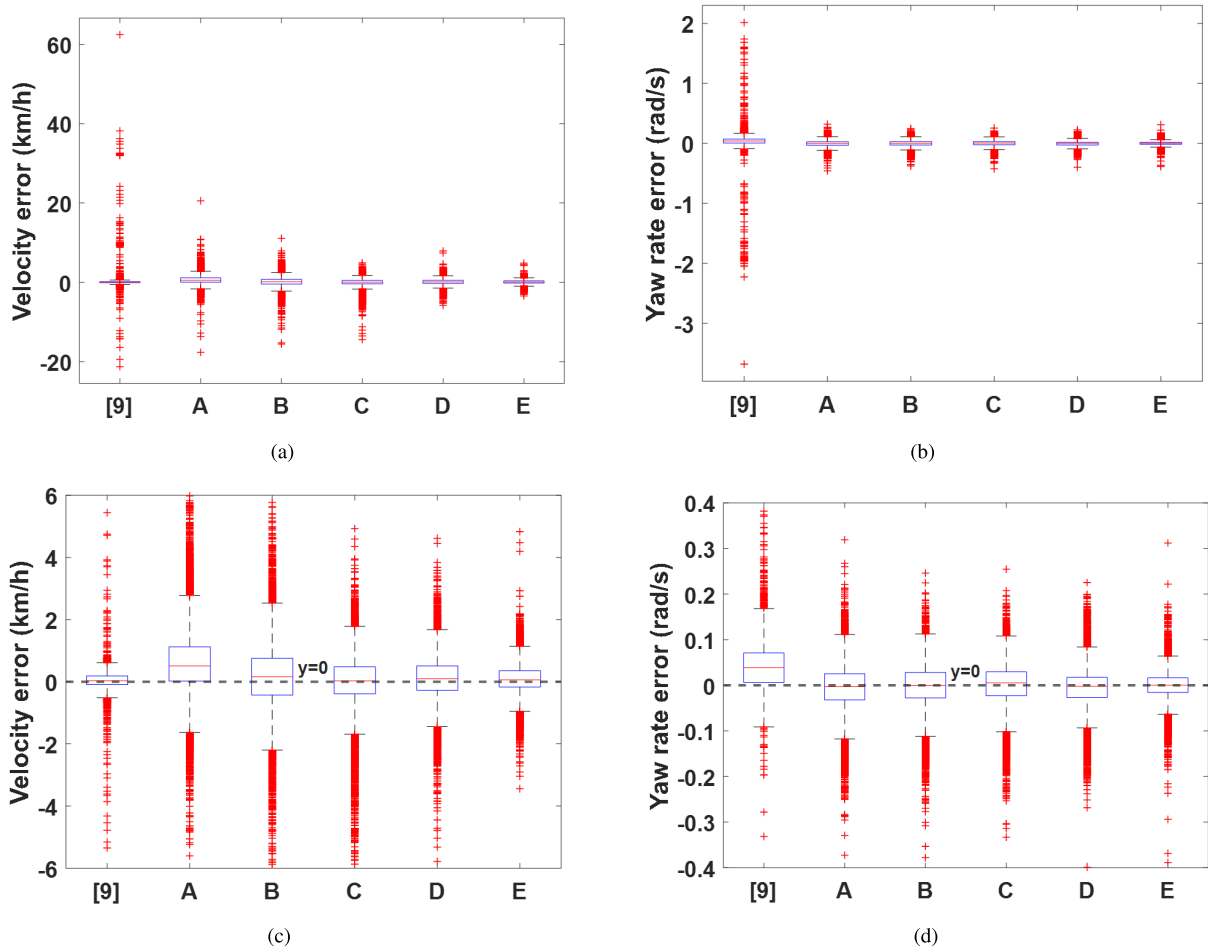 Velocity error (km/h)
60
40
20
0
-20
[9] A B C D E
(a)
Yaw rate error (rad/s)
2
1
0
-1
-2
-3
[9] A B C D E
(b)
Velocity error (km/h)
6
4
2
0
-2
-4
-6
y=0
[9] A B C D E
(c)
Yaw rate error (rad/s)
0.4
0.3
0.2
0.1
0
-0.1
-0.2
-0.3
-0.4
y=0
[9] A B C D E
(d)